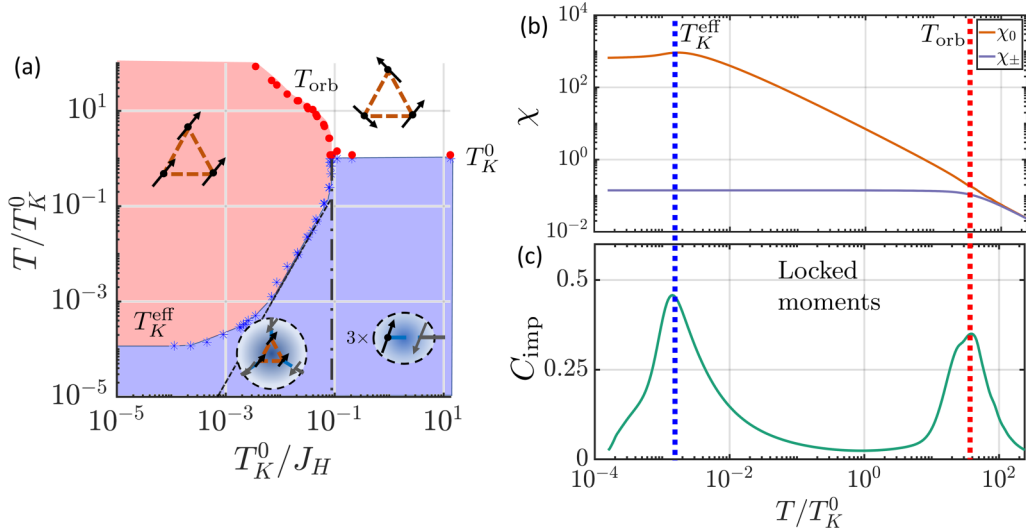 (a)
10^1
10^-1
10^-3
10^-5
T/T_K^0
T_orb
T_K^0
T_K^eff
3×
10^-5
10^-3
10^-1
10^1
T_K^0/J_H
(b)
10^4
10^2
10^0
10^-2
χ
T_K^eff
T_orb
χ_0
χ_±
(c)
0.5
0.25
0
C_imp
Locked
moments
10^-4
10^-2
10^0
10^2
T/T_K^0